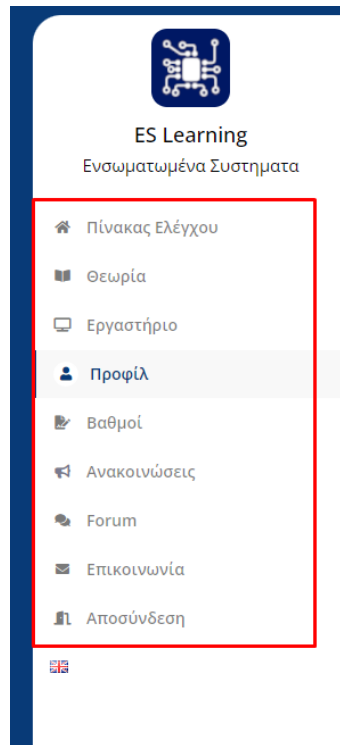 ES Learning
Ενσωματωμένα Συστηματα
Πίνακας Ελέγχου
Θεωρία
Εργαστήριο
Προφίλ
Βαθμοί
Ανακοινώσεις
Forum
Επικοινωνία
Αποσύνδεση